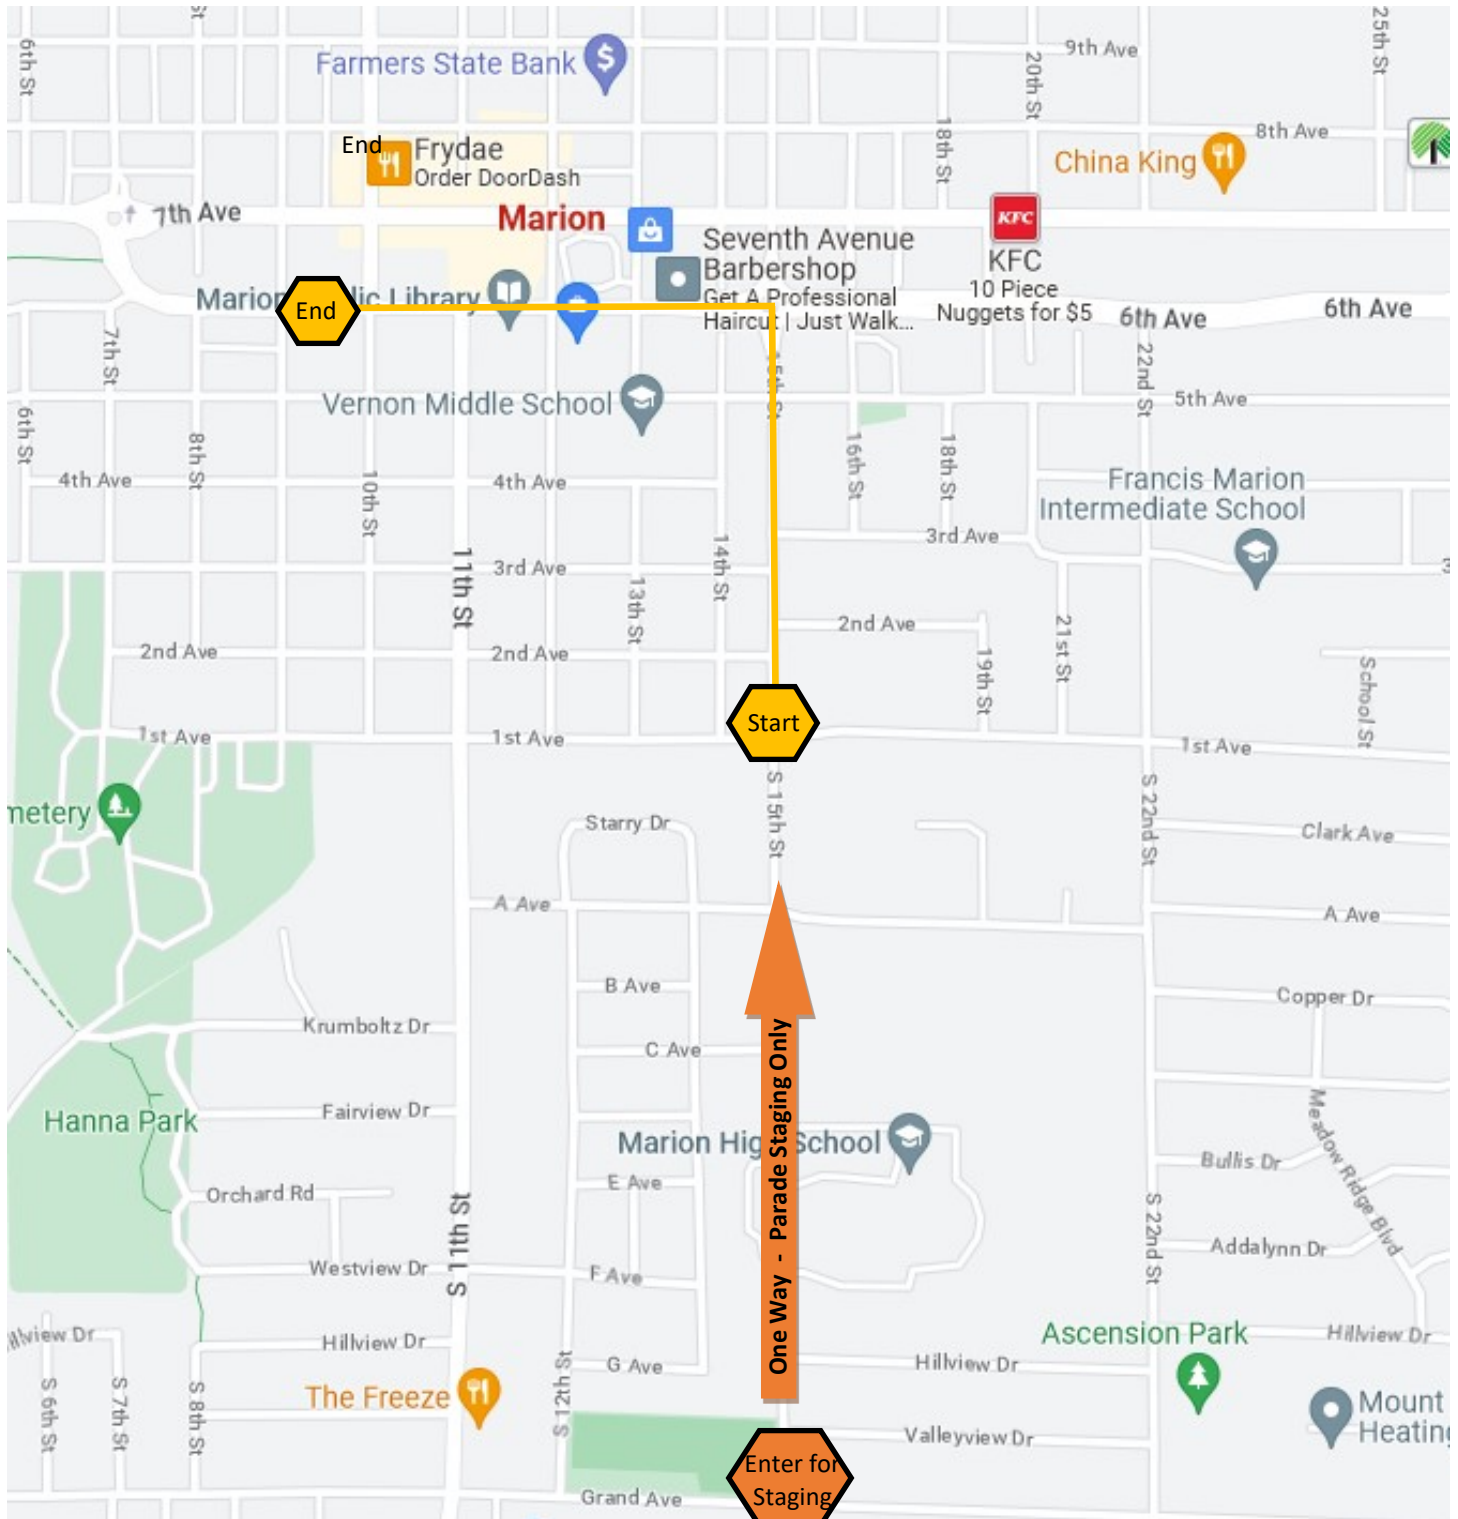 St
6th St
Farmers State Bank
9th Ave
25th St
20th St
18th St
8th Ave
End
Frydae
Order DoorDash
China King
7th Ave
Marion
KFC
Seventh Avenue
Barbershop
Get A Professional
Haircut | Just Walk...
KFC
10 Piece
Nuggets for $5
6th Ave
6th Ave
End
Library
7th St
15th St
22nd St
Vernon Middle School
5th Ave
6th St
8th St
4th Ave
10th St
4th Ave
16th St
18th St
Francis Marion
Intermediate School
3rd Ave
11th St
3rd Ave
14th St
13th St
2nd Ave
21st St
2nd Ave
2nd Ave
19th St
School St
Start
1st Ave
1st Ave
1st Ave
S 15th St
S 22nd St
metery
Starry Dr
Clark Ave
A Ave
A Ave
B Ave
Copper Dr
Krumboltz Dr
C Ave
One Way - Parade Staging Only
Hanna Park
Fairview Dr
Marion High School
Meadow Ridge Blvd
Bullis Dr
Orchard Rd
E Ave
S 11th St
S 22nd St
Addalynn Dr
Westview Dr
F Ave
Hillview Dr
Ascension Park
Hillview Dr
G Ave
Hillview Dr
S 6th St
S 7th St
S 8th St
The Freeze
S 12th St
Mount
Heating
Valleyview Dr
Enter for
Staging
Grand Ave